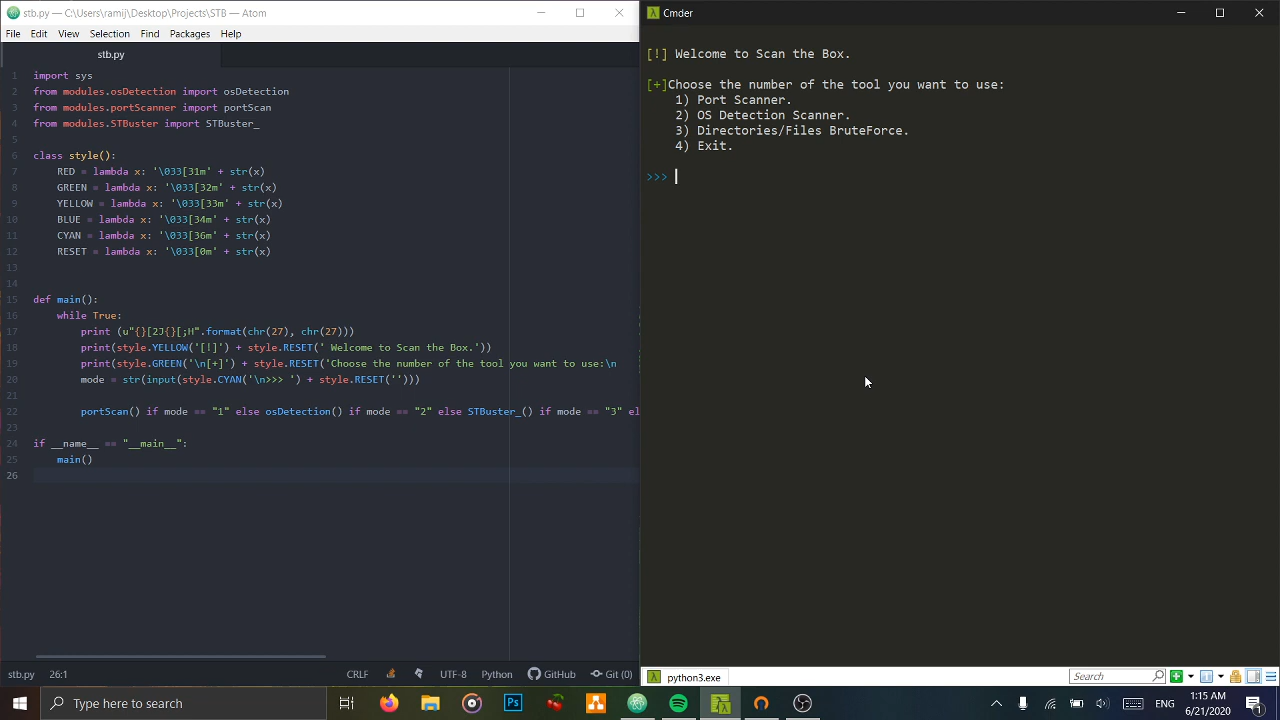 stb.py — C:\Users\ramij\Desktop\Projects\STB — Atom
File Edit View Selection Find Packages Help
stb.py
1 import sys
2 from modules.osDetection import osDetection
3 from modules.portScanner import portScan
4 from modules.STBuster import STBuster_
5
6 class style():
7 RED = lambda x: '\033[31m' + str(x)
8 GREEN = lambda x: '\033[32m' + str(x)
9 YELLOW = lambda x: '\033[33m' + str(x)
10 BLUE = lambda x: '\033[34m' + str(x)
11 CYAN = lambda x: '\033[36m' + str(x)
12 RESET = lambda x: '\033[0m' + str(x)
13
14
15 def main():
16 while True:
17 print (u"{}[2J{}[;H".format(chr(27), chr(27)))
18 print(style.YELLOW('[!]') + style.RESET(' Welcome to Scan the Box.'))
19 print(style.GREEN('\n[+]') + style.RESET('Choose the number of the tool you want to use:\n
20 mode = str(input(style.CYAN('\n>>> ') + style.RESET('')))
21
22 portScan() if mode == "1" else osDetection() if mode == "2" else STBuster_() if mode == "3" el
23
24 if __name__ == "__main__":
25 main()
26
stb.py 26:1 CRLF UTF-8 Python GitHub Git (0)
Cmder
[!] Welcome to Scan the Box.
[+]Choose the number of the tool you want to use:
1) Port Scanner.
2) OS Detection Scanner.
3) Directories/Files BruteForce.
4) Exit.
>>>
python3.exe Search
Type here to search Ps ENG 1:15 AM
6/21/2020 1